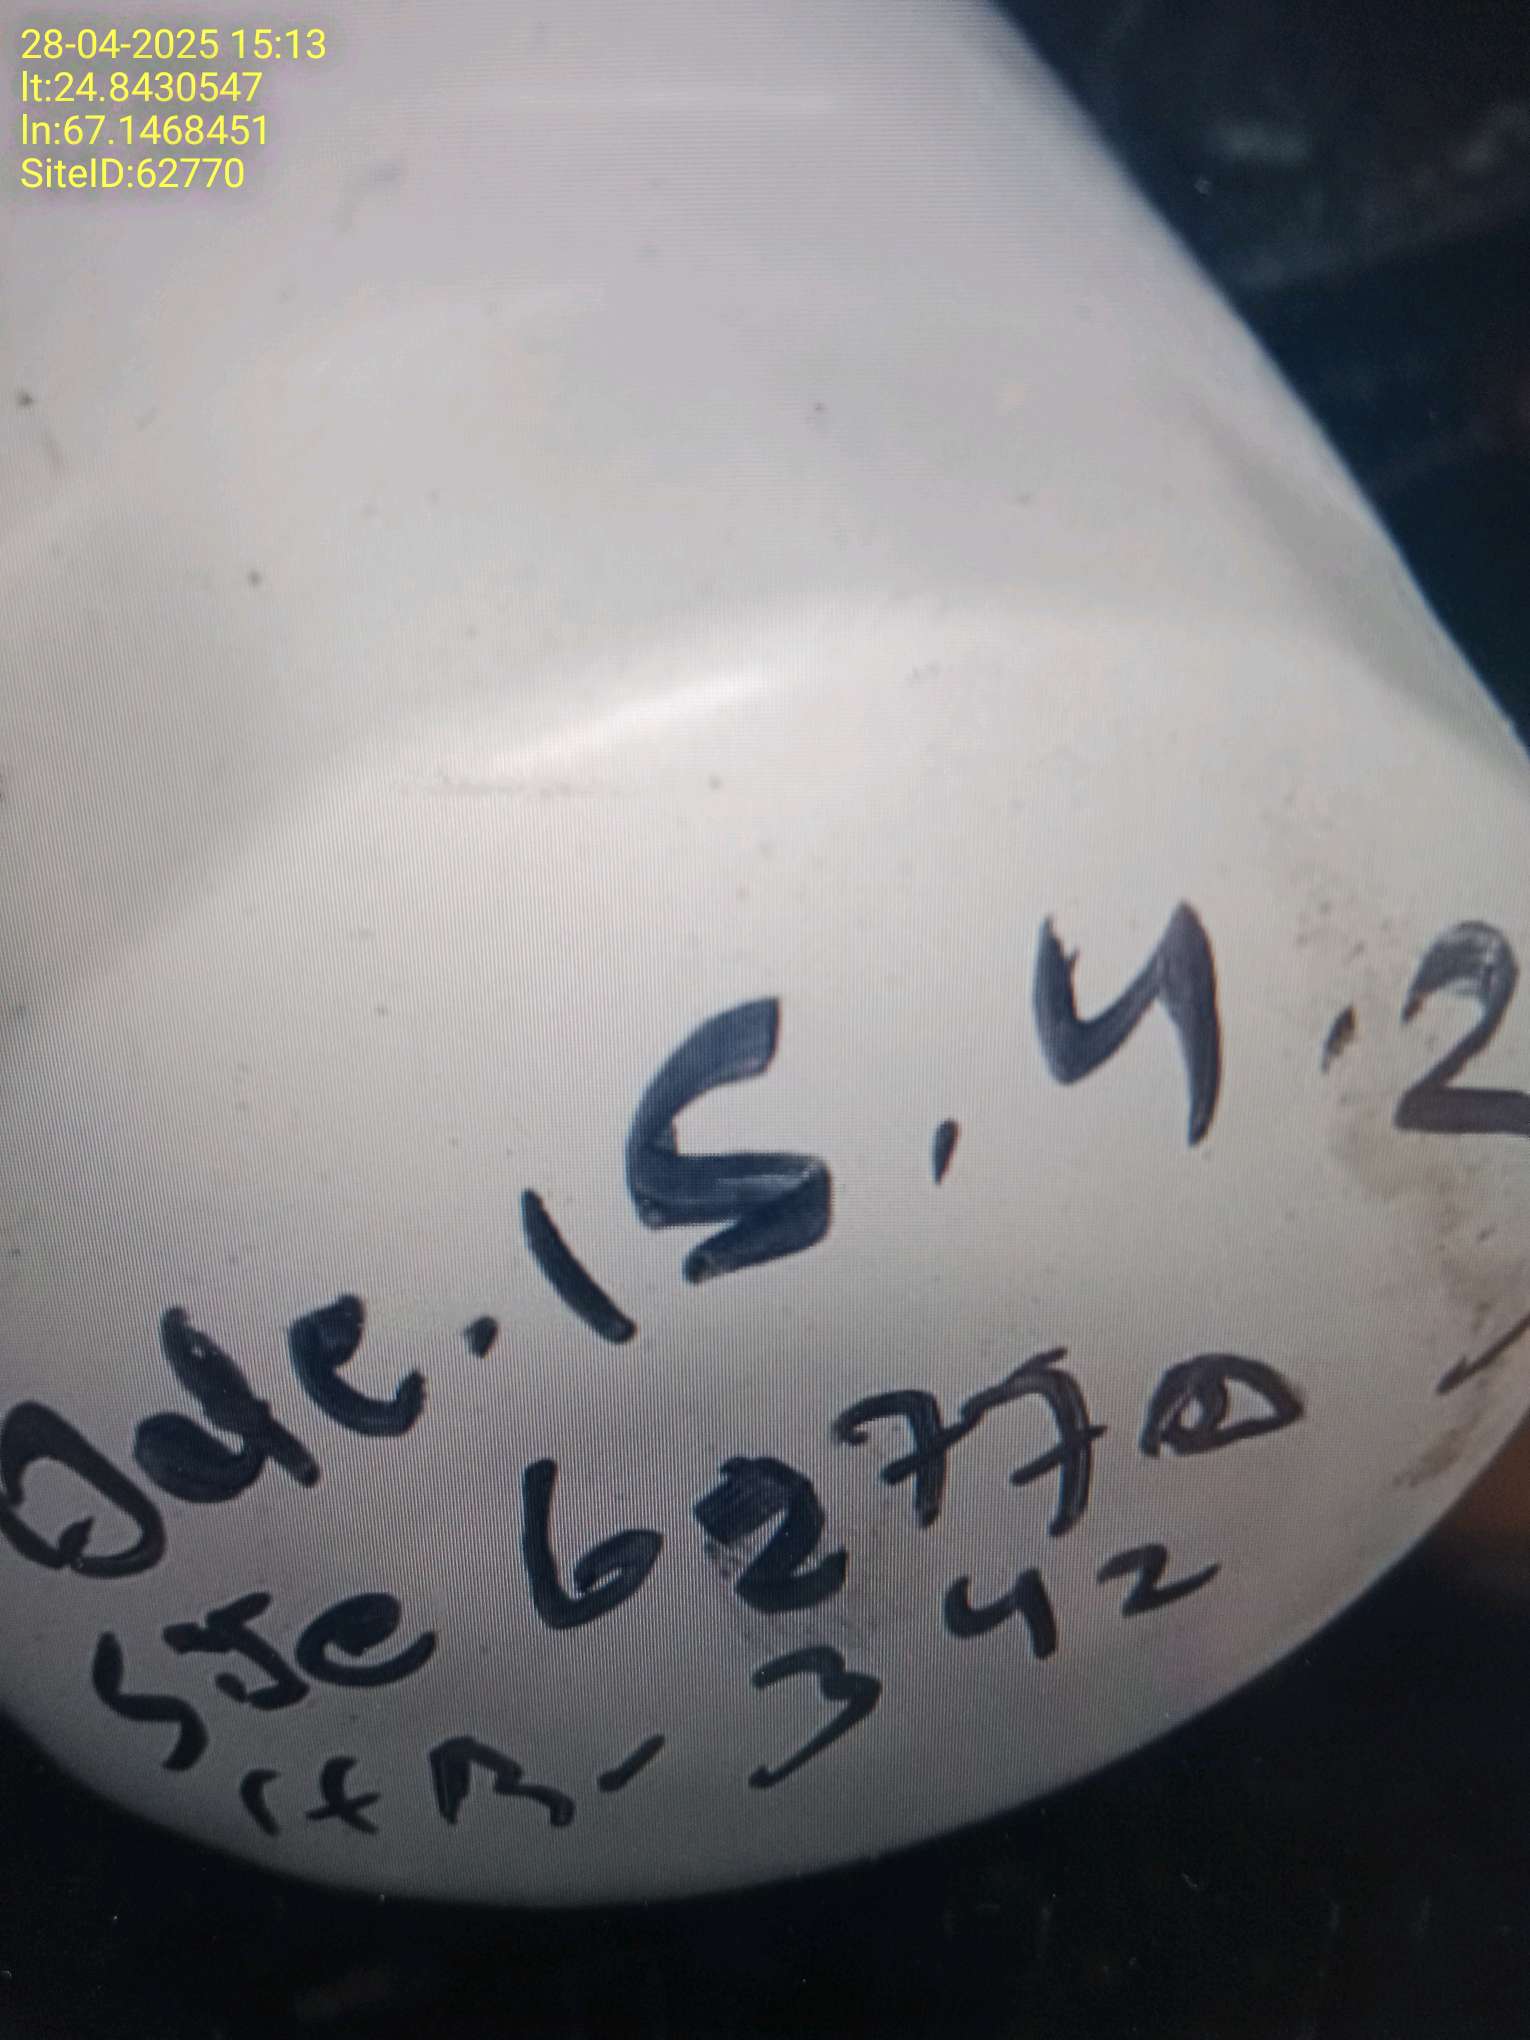 28-04-2025 15:13
lt:24.8430547
ln:67.1468451
SiteID:62770
Date. 15.4.2
Site 62770
342